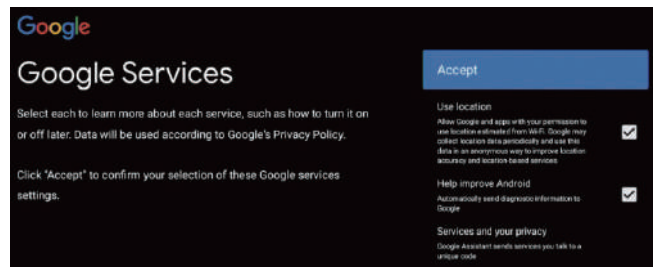 Google
Google Services
Select each to learn more about each service, such as how to turn it on
or off later. Data will be used according to Google's Privacy Policy.
Click "Accept" to confirm your selection of these Google services
settings.
Accept
Use location
Allow Google and apps with your permission to
use location estimated from Wi-Fi. Google may
collect location data periodically and use this
data in an anonymous way to improve location
accuracy and location-based services
Help improve Android
Automatically send diagnostic information to
Google
Services and your privacy
Google Assistant sends services you talk to a
unique code